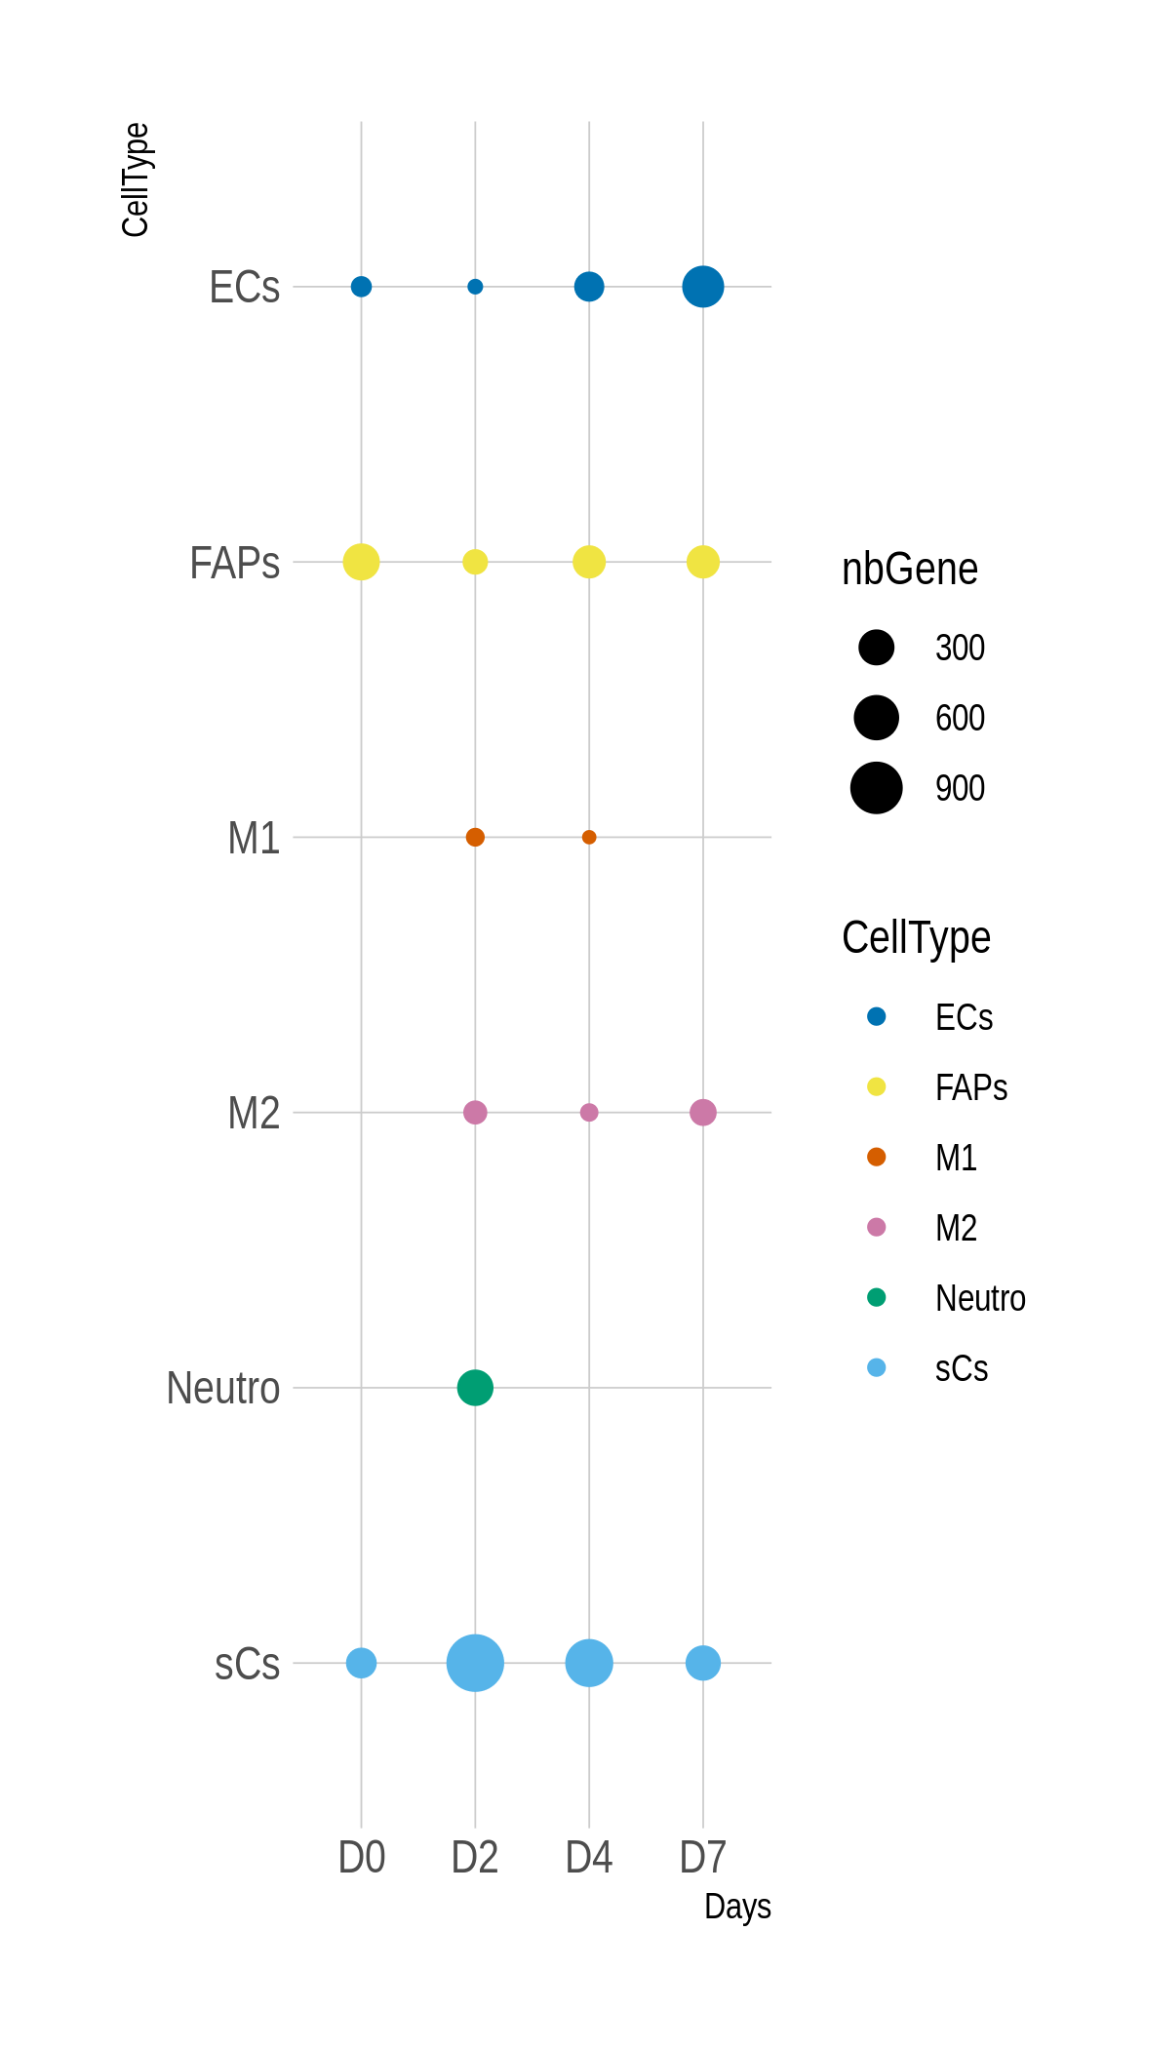 CellType
ECs
FAPs
M1
M2
Neutro
sCs
D0 D2 D4 D7
Days
nbGene
300
600
900
CellType
ECs
FAPs
M1
M2
Neutro
sCs